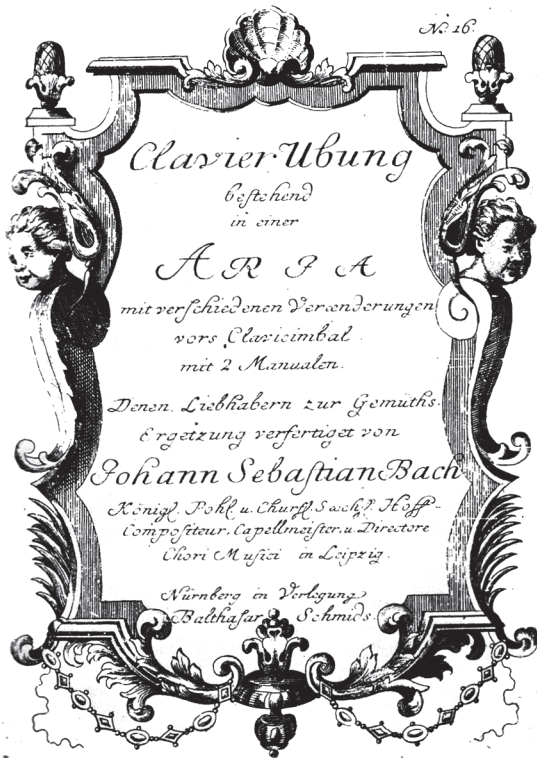 N: 16.
Clavier Ubung
bestehend
in einer
ARIA
mit verschiedenen Verænderungen
vors Clavicimbal
mit 2 Manualen.
Denen Liebhabern zur Gemüths-
Ergetzung verfertiget von
Johann Sebastian Bach
Königl. Pohl. u. Churfl. Sæchs. Hoff-
Compositeur, Capellmeister, u. Directore
Chori Musici in Leipzig.
Nürnberg in Verlegung
Balthasar Schmids.